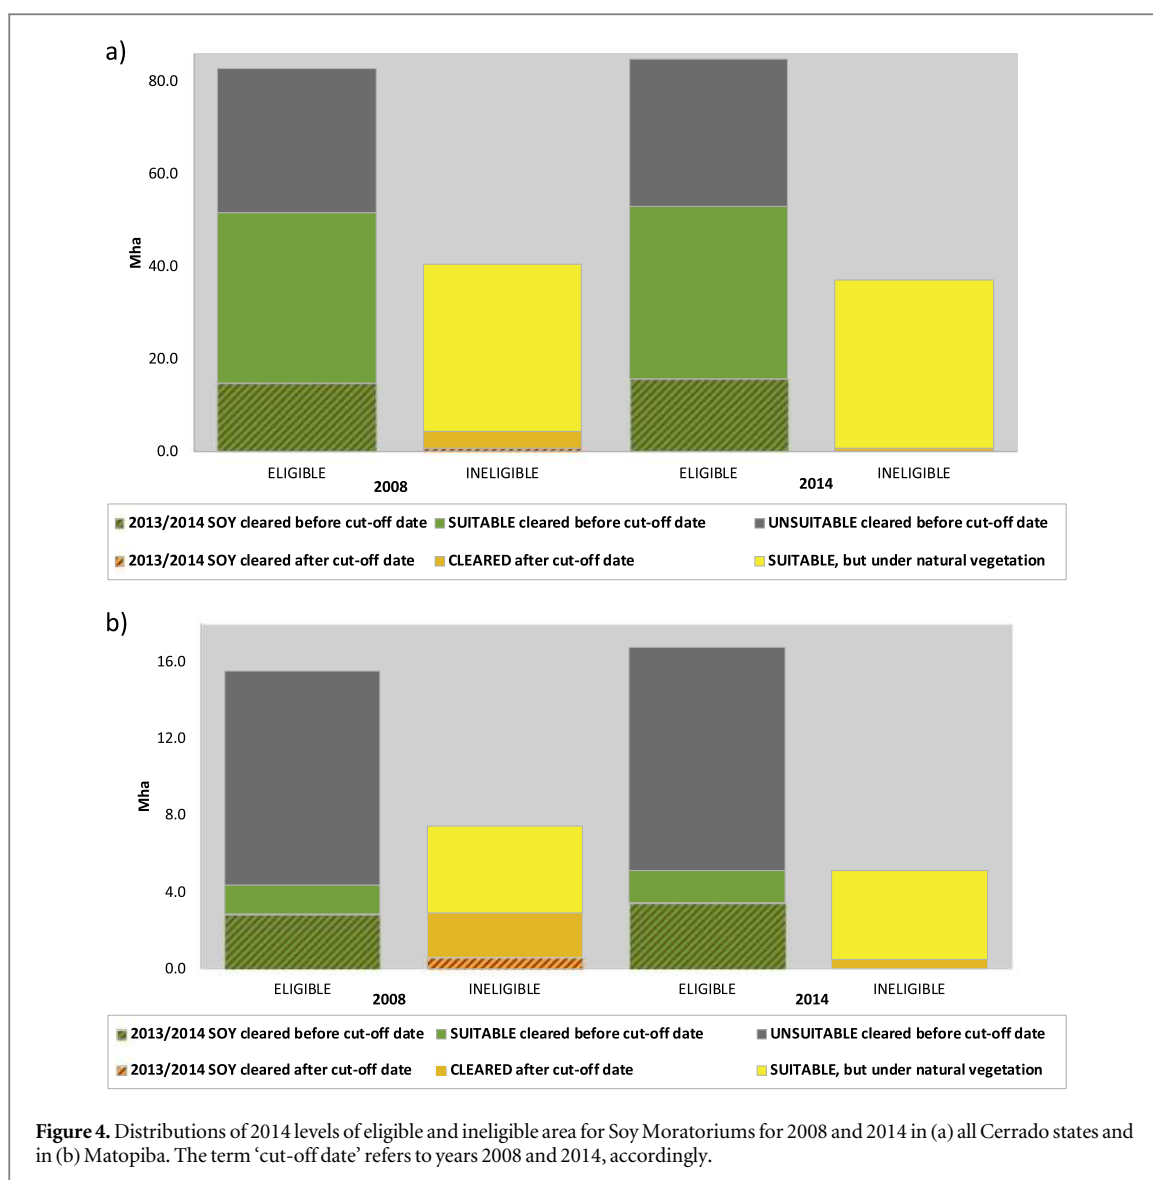 a)
80.0
60.0
40.0
20.0
0.0
Mha
ELIGIBLE INELIGIBLE ELIGIBLE INELIGIBLE
2008 2014
2013/2014 SOY cleared before cut-off date SUITABLE cleared before cut-off date UNSUITABLE cleared before cut-off date
2013/2014 SOY cleared after cut-off date CLEARED after cut-off date SUITABLE, but under natural vegetation
b)
16.0
12.0
8.0
4.0
0.0
Mha
ELIGIBLE INELIGIBLE ELIGIBLE INELIGIBLE
2008 2014
2013/2014 SOY cleared before cut-off date SUITABLE cleared before cut-off date UNSUITABLE cleared before cut-off date
2013/2014 SOY cleared after cut-off date CLEARED after cut-off date SUITABLE, but under natural vegetation
Figure 4. Distributions of 2014 levels of eligible and ineligible area for Soy Moratoriums for 2008 and 2014 in (a) all Cerrado states and
in (b) Matopiba. The term ‘cut-off date’ refers to years 2008 and 2014, accordingly.